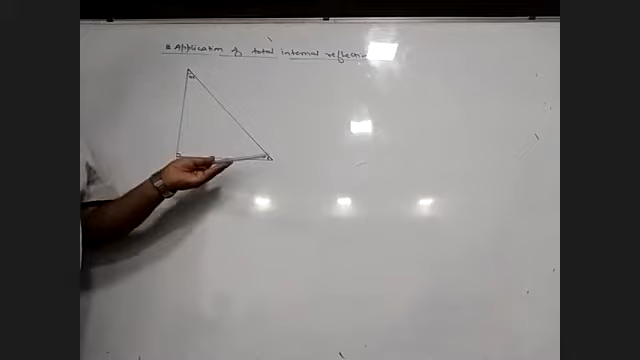 # Application of total internal reflection